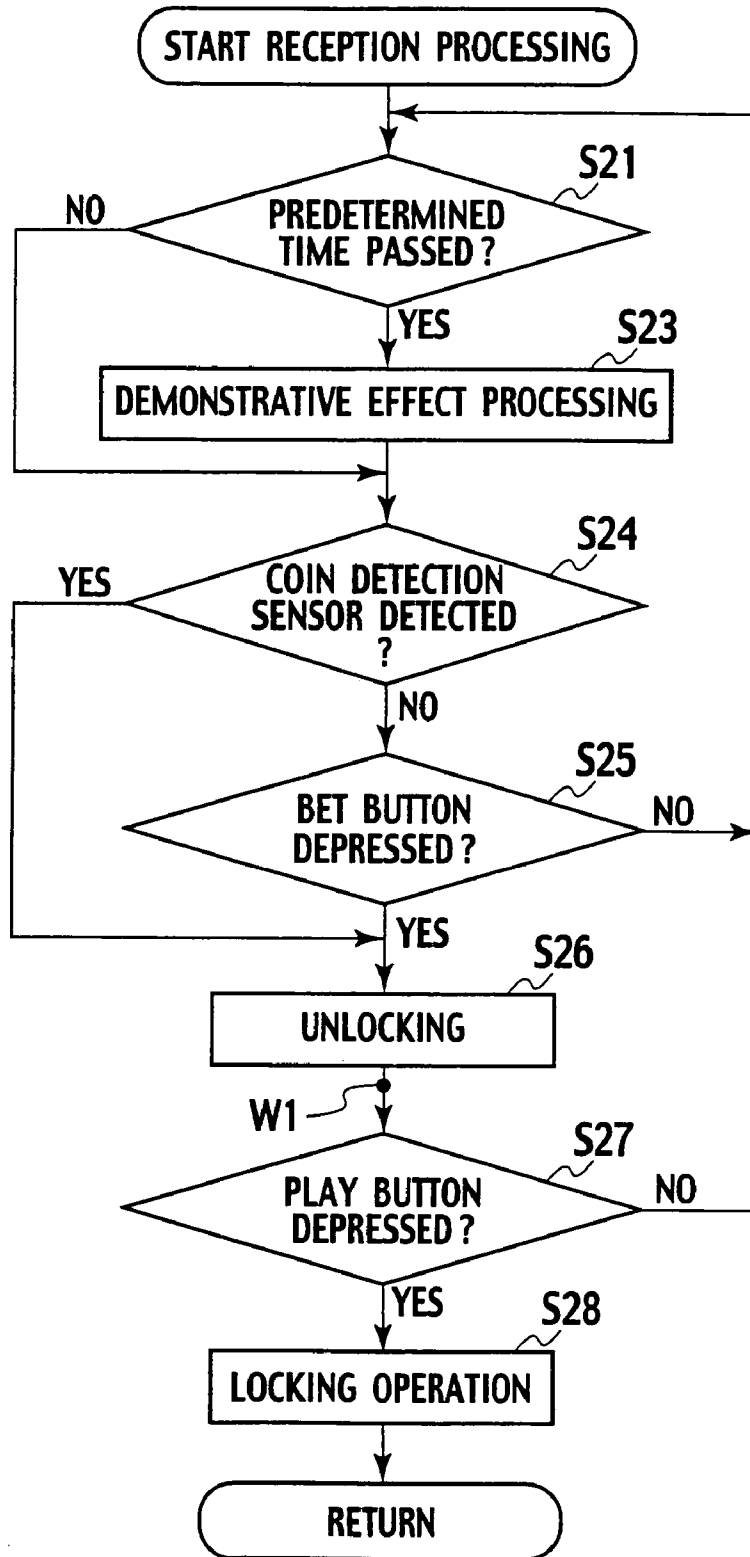 START RECEPTION PROCESSING
S21
NO
PREDETERMINED
TIME PASSED?
YES
S23
DEMONSTRATIVE EFFECT PROCESSING
S24
YES
COIN DETECTION
SENSOR DETECTED
?
NO
S25
BET BUTTON
DEPRESSED?
NO
YES
S26
UNLOCKING
W1
S27
PLAY BUTTON
DEPRESSED?
NO
YES
S28
LOCKING OPERATION
RETURN